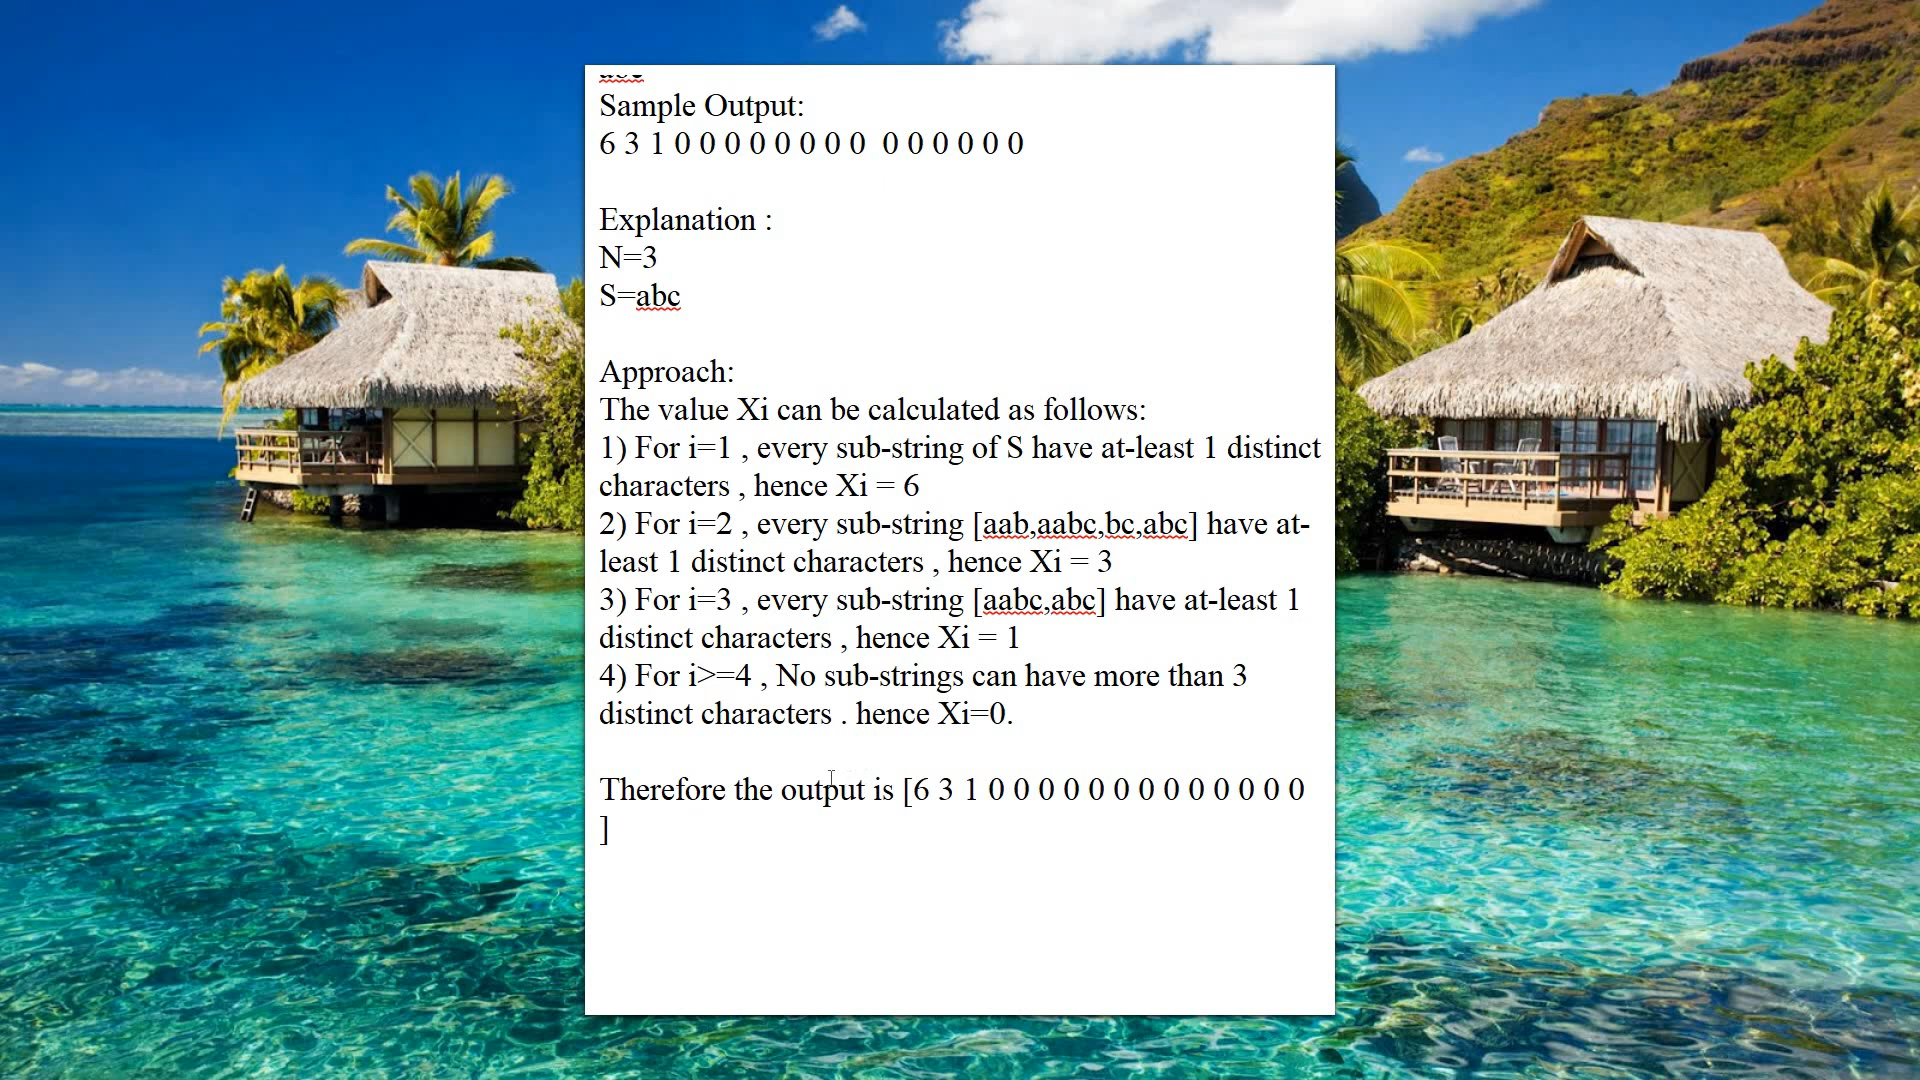 Sample Output:
6 3 1 0 0 0 0 0 0 0 0  0 0 0 0 0 0
Explanation :
N=3
S=abc
Approach:
The value Xi can be calculated as follows:
1) For i=1 , every sub-string of S have at-least 1 distinct
characters , hence Xi = 6
2) For i=2 , every sub-string [aab,aabc,bc,abc] have at-
least 1 distinct characters , hence Xi = 3
3) For i=3 , every sub-string [aabc,abc] have at-least 1
distinct characters , hence Xi = 1
4) For i>=4 , No sub-strings can have more than 3
distinct characters . hence Xi=0.
Therefore the output is [6 3 1 0 0 0 0 0 0 0 0 0 0 0 0 0
]